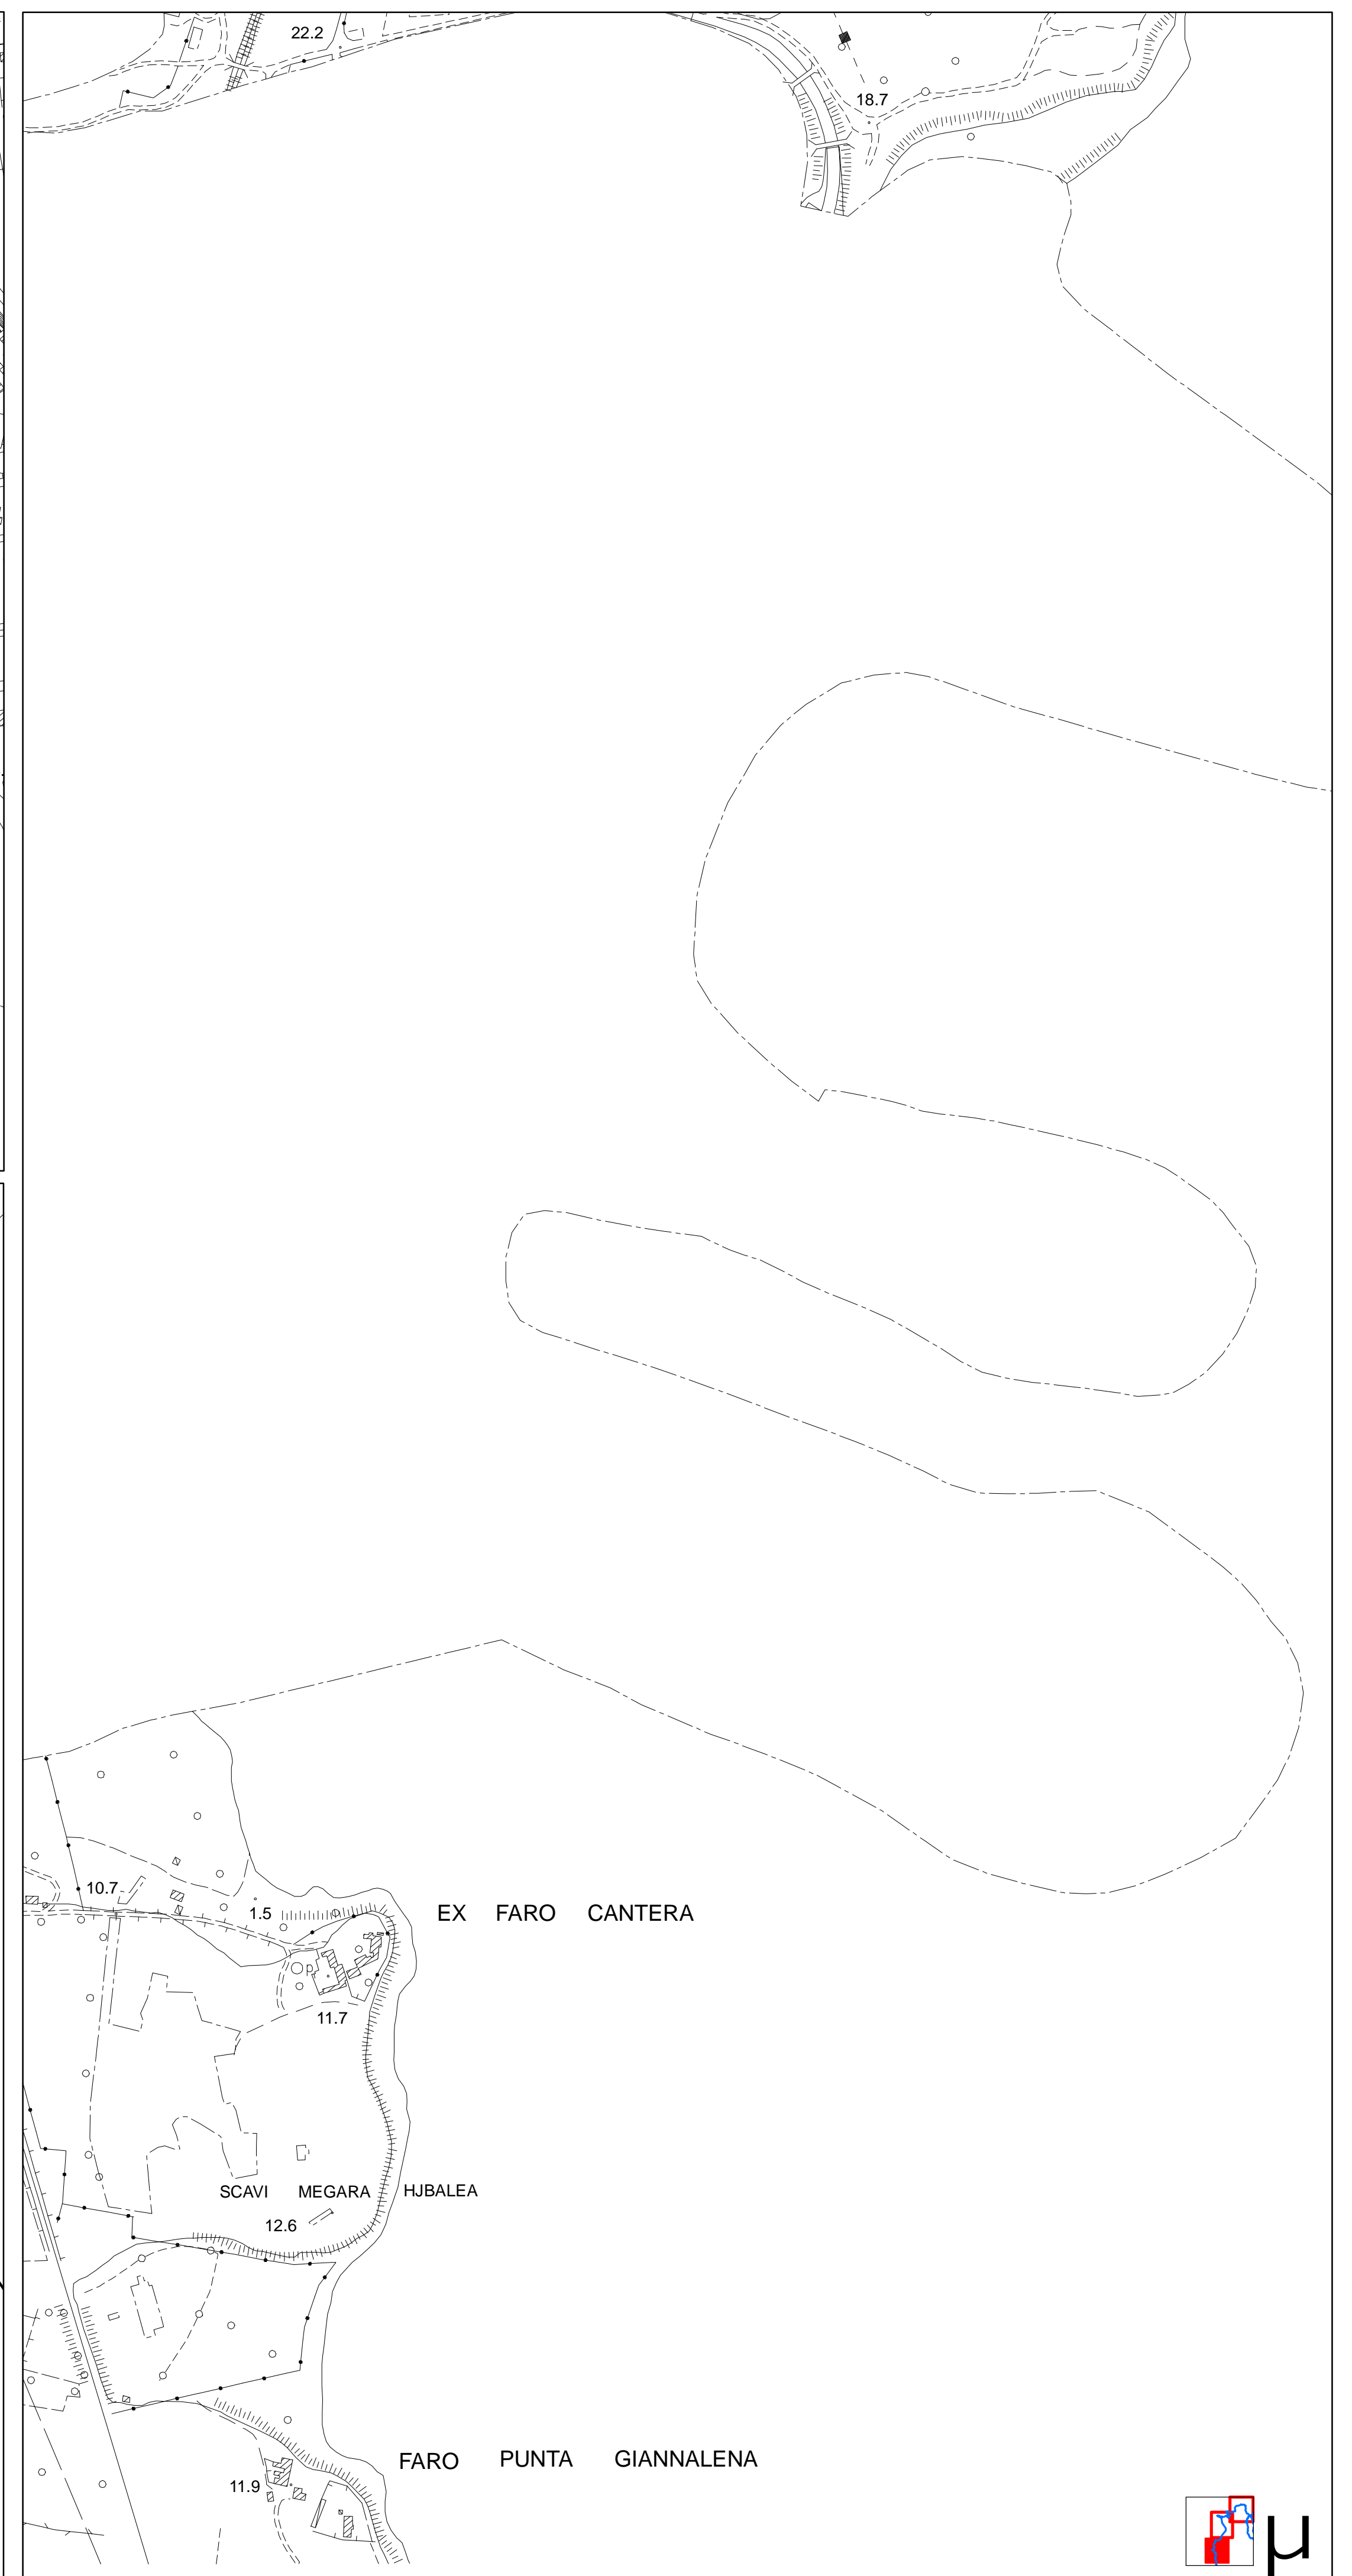 22.2
18.7
10.7
1.5
EX FARO CANTERA
p
11.7
SCAVI MEGARA HJBALEA
12.6
FARO PUNTA GIANNALENA
11.9
µ